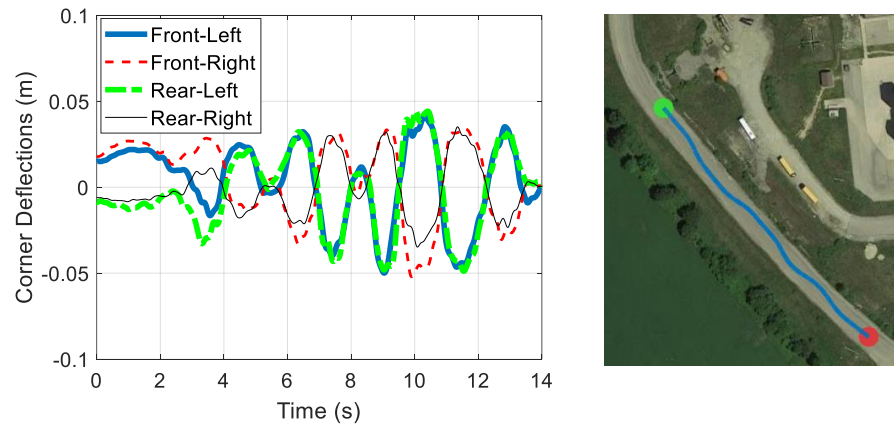 0.1
0.05
0
-0.05
-0.1
Corner Deflections (m)
Front-Left
Front-Right
Rear-Left
Rear-Right
0 2 4 6 8 10 12 14
Time (s)